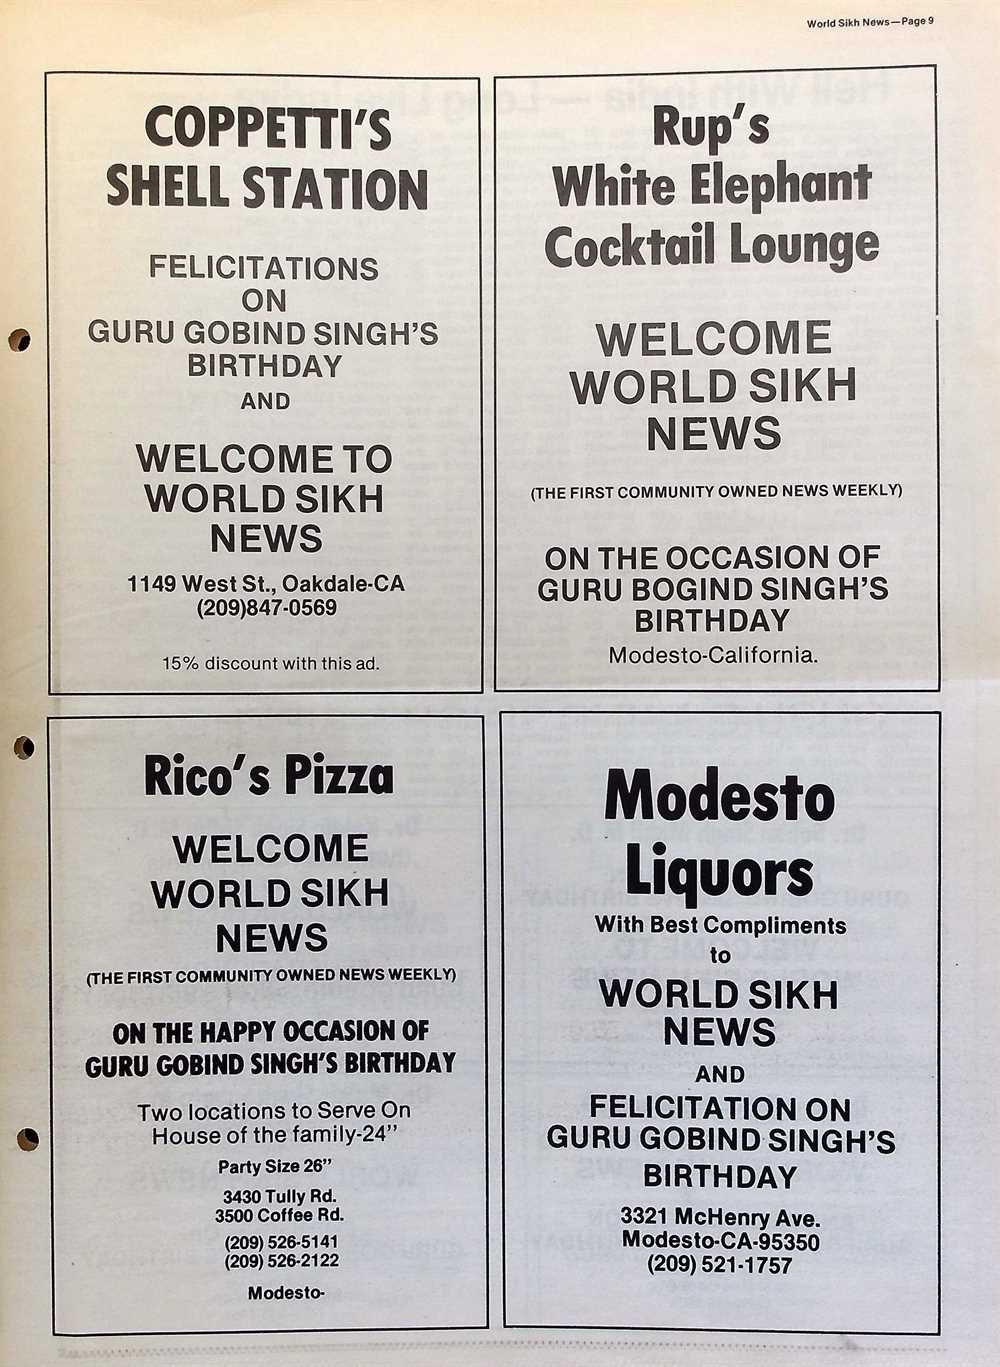 World Sikh News—Page 9
COPPETTI'S
SHELL STATION
FELICITATIONS
ON
GURU GOBIND SINGH'S
BIRTHDAY
AND
WELCOME TO
WORLD SIKH
NEWS
1149 West St., Oakdale-CA
(209)847-0569
15% discount with this ad.
Rup's
White Elephant
Cocktail Lounge
WELCOME
WORLD SIKH
NEWS
(THE FIRST COMMUNITY OWNED NEWS WEEKLY)
ON THE OCCASION OF
GURU BOGIND SINGH'S
BIRTHDAY
Modesto-California.
Rico's Pizza
WELCOME
WORLD SIKH
NEWS
(THE FIRST COMMUNITY OWNED NEWS WEEKLY)
ON THE HAPPY OCCASION OF
GURU GOBIND SINGH'S BIRTHDAY
Two locations to Serve On
House of the family-24"
Party Size 26"
3430 Tully Rd.
3500 Coffee Rd.
(209) 526-5141
(209) 526-2122
Modesto-
Modesto
Liquors
With Best Compliments
to
WORLD SIKH
NEWS
AND
FELICITATION ON
GURU GOBIND SINGH'S
BIRTHDAY
3321 McHenry Ave.
Modesto-CA-95350
(209) 521-1757